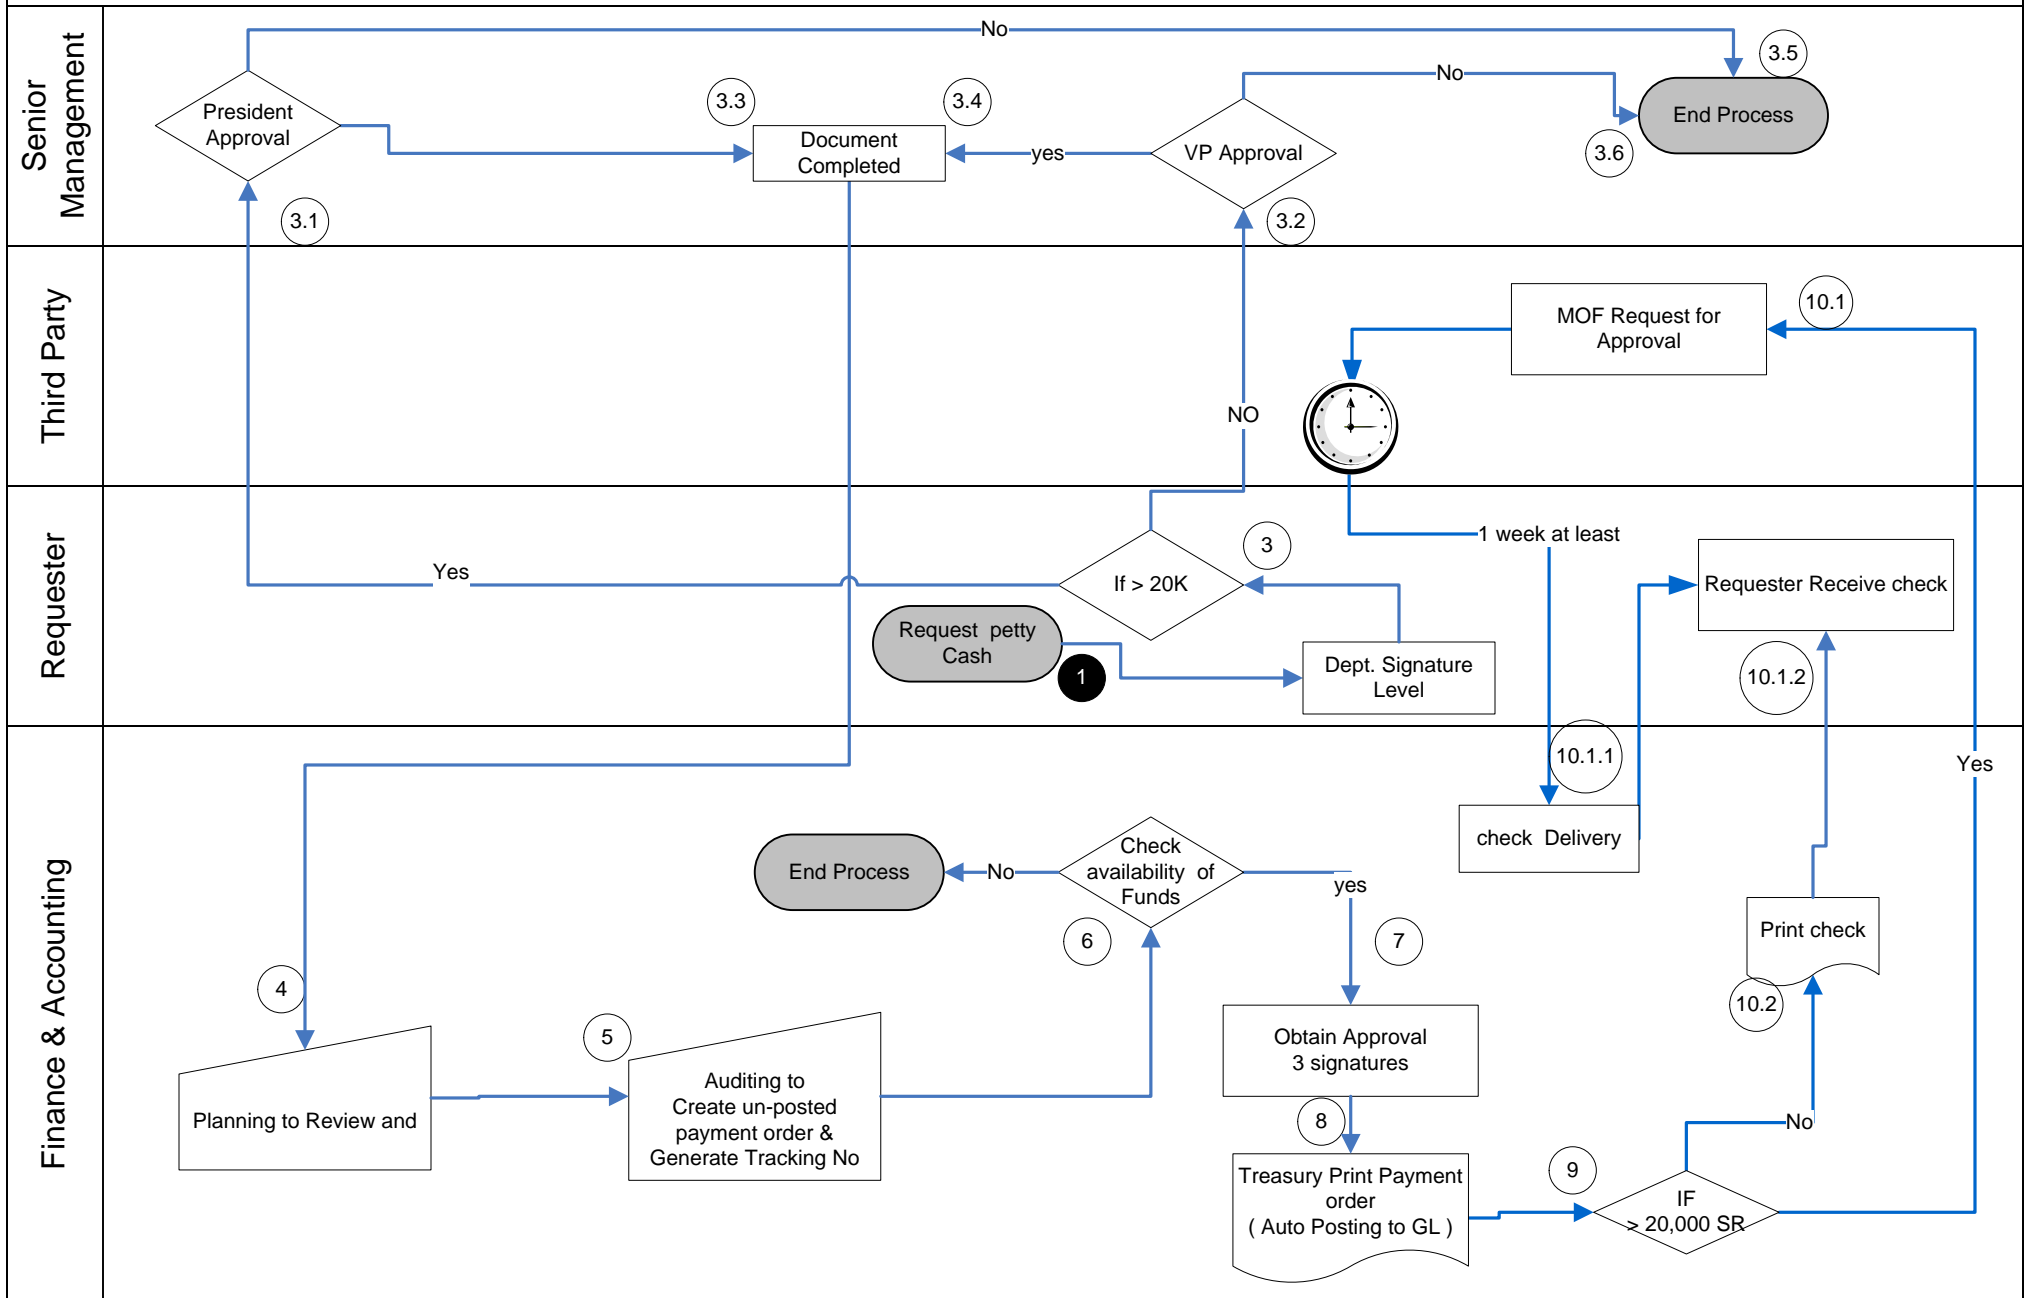 Senior
Management
No
3.5
President
Approval
3.3
3.4
Document
Completed
yes
VP Approval
No
End Process
3.6
3.1
3.2
Third Party
MOF Request for
Approval
10.1
NO
Requester
Yes
If > 20K
3
1 week at least
Requester Receive check
Request petty
Cash
1
Dept. Signature
Level
10.1.2
Finance & Accounting
10.1.1
Yes
check Delivery
End Process
No
Check
availability of
Funds
yes
6
7
Print check
10.2
4
5
Planning to Review and
Auditing to
Create un-posted
payment order &
Generate Tracking No
Obtain Approval
3 signatures
8
Treasury Print Payment
order
( Auto Posting to GL )
9
No
IF
> 20,000 SR